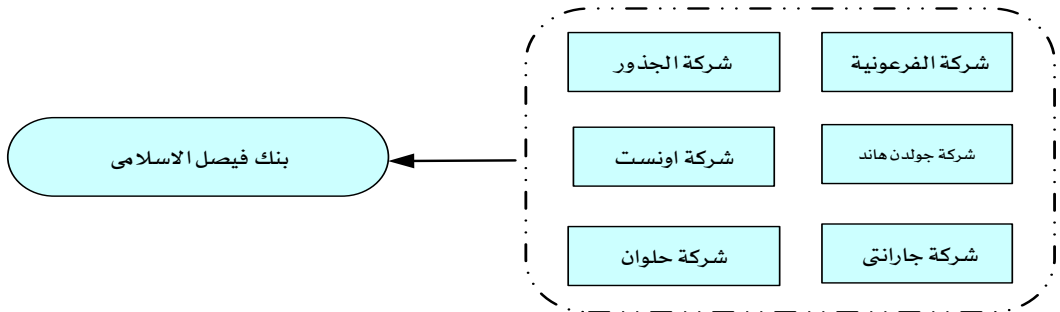 شركة الفرعونية
شركة الجذور
شركة جولدن هاند
شركة اونست
بنك فيصل الاسلامى
شركة جارانتى
شركة حلوان